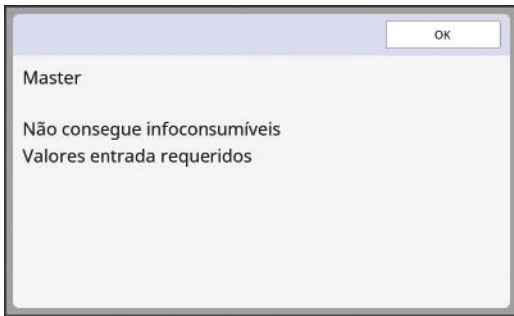 OK
Master
Não consegue infoconsumíveis
Valores entrada requeridos